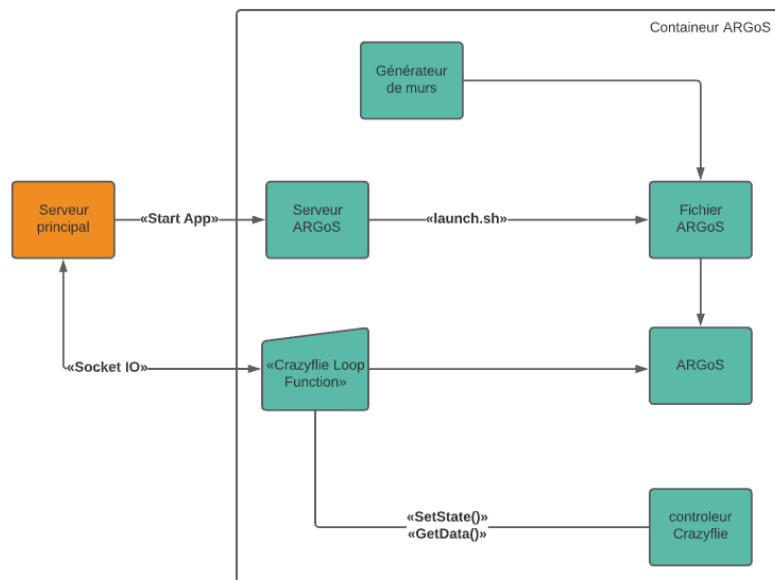 Containeur ARGoS
Générateur
de murs
Serveur
principal
«Start App»
Serveur
ARGoS
«launch.sh»
Fichier
ARGoS
«Socket IO»
«Crazyflie Loop
Function»
ARGoS
«SetState()»
«GetData()»
controleur
Crazyflie